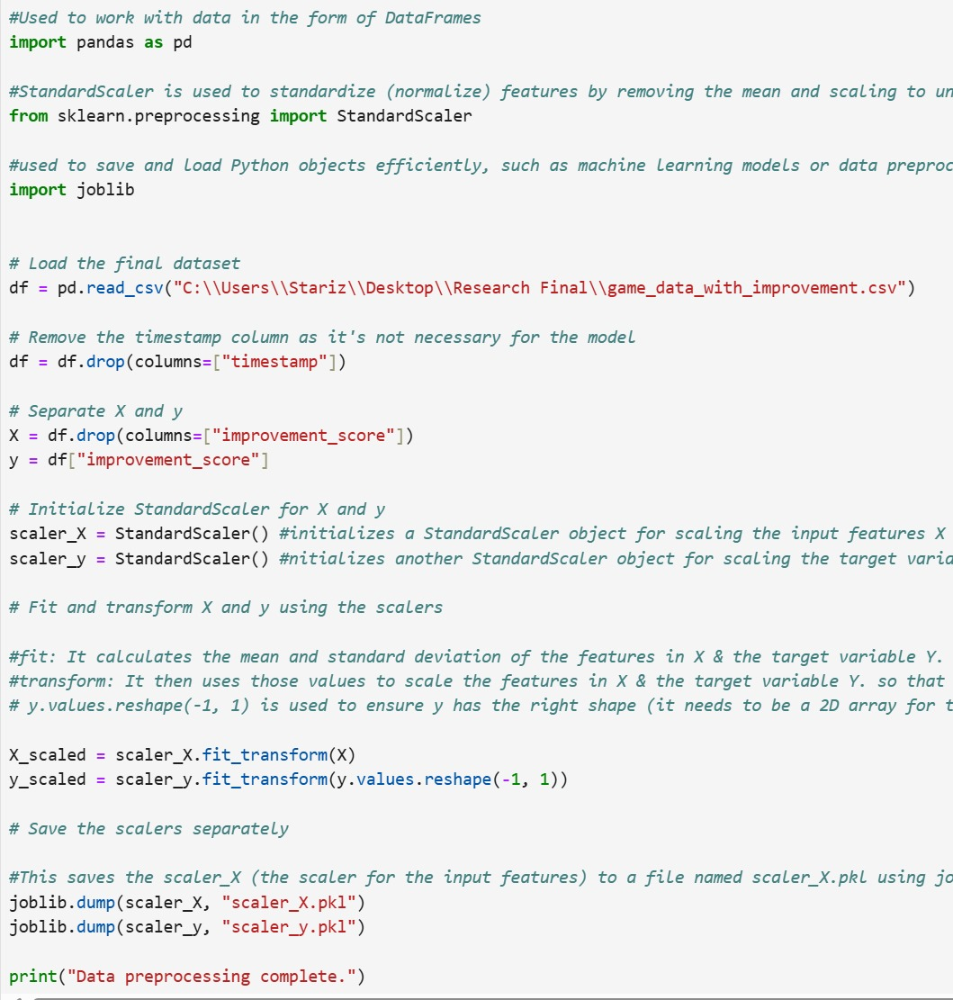 #Used to work with data in the form of DataFrames
import pandas as pd
#StandardScaler is used to standardize (normalize) features by removing the mean and scaling to un
from sklearn.preprocessing import StandardScaler
#used to save and load Python objects efficiently, such as machine learning models or data preproc
import joblib
# Load the final dataset
df = pd.read_csv("C:\\Users\\Stariz\\Desktop\\Research Final\\game_data_with_improvement.csv")
# Remove the timestamp column as it's not necessary for the model
df = df.drop(columns=["timestamp"])
# Separate X and y
X = df.drop(columns=["improvement_score"])
y = df["improvement_score"]
# Initialize StandardScaler for X and y
scaler_X = StandardScaler() #initializes a StandardScaler object for scaling the input features X
scaler_y = StandardScaler() #nitializes another StandardScaler object for scaling the target varia
# Fit and transform X and y using the scalers
#fit: It calculates the mean and standard deviation of the features in X & the target variable Y.
#transform: It then uses those values to scale the features in X & the target variable Y. so that
# y.values.reshape(-1, 1) is used to ensure y has the right shape (it needs to be a 2D array for t
X_scaled = scaler_X.fit_transform(X)
y_scaled = scaler_y.fit_transform(y.values.reshape(-1, 1))
# Save the scalers separately
#This saves the scaler_X (the scaler for the input features) to a file named scaler_X.pkl using jo
joblib.dump(scaler_X, "scaler_X.pkl")
joblib.dump(scaler_y, "scaler_y.pkl")
print("Data preprocessing complete.")